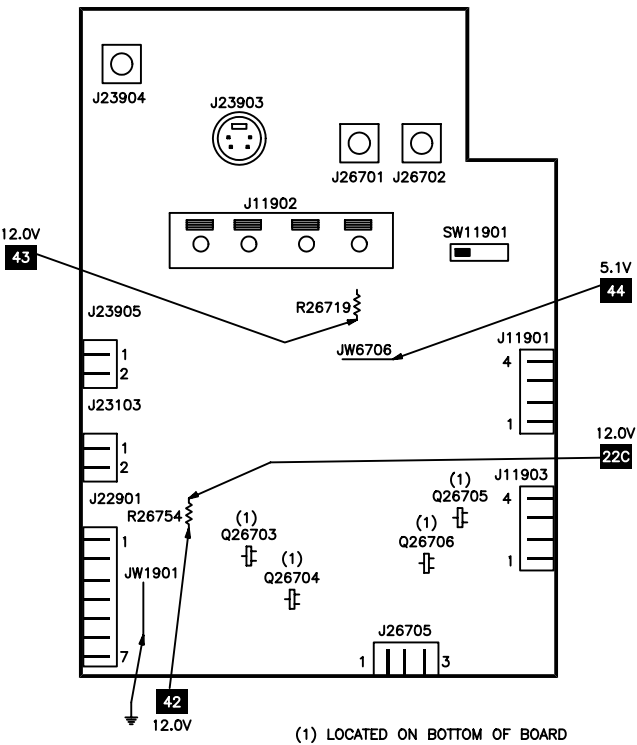 J23904
J23903
J26701 J26702
J11902
12.0V
43
SW11901
5.1V
44
J23905
R26719
1
2
JW6706
J11901
4
1
J23103
1
2
12.0V
22C
J22901
R26754
J11903
4
1
(1)
Q26705
(1)
Q26703
(1)
Q26706
(1)
Q26704
1
JW1901
7
J26705
1 3
42
12.0V
(1) LOCATED ON BOTTOM OF BOARD